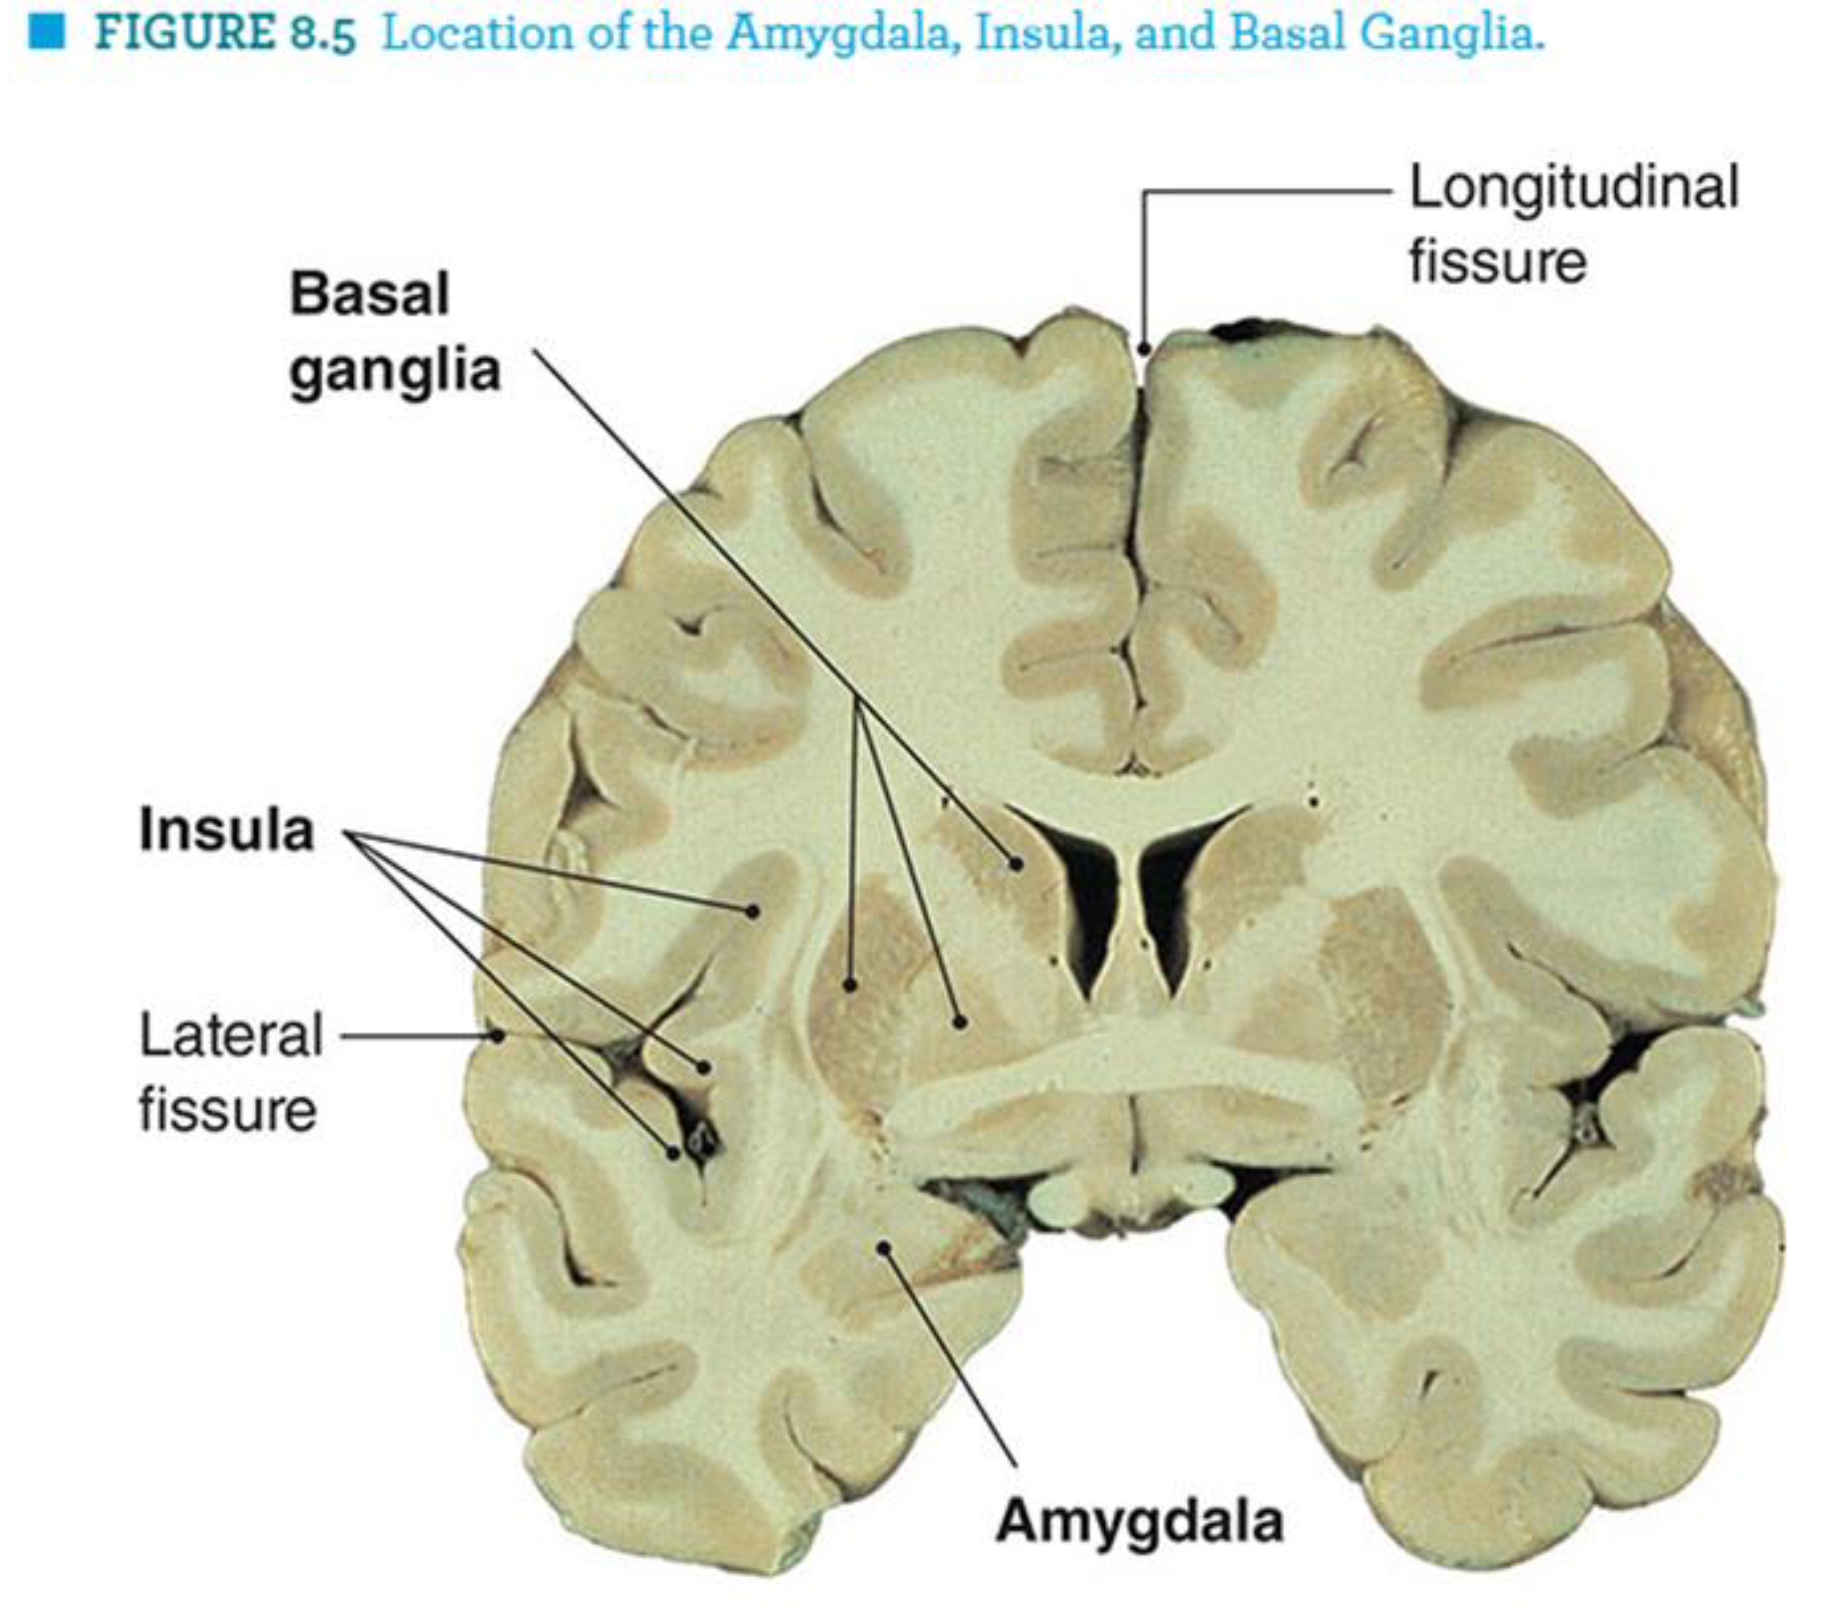 FIGURE 8.5 Location of the Amygdala, Insula, and Basal Ganglia.
Longitudinal
fissure
Basal
ganglia
Insula
Lateral
fissure
Amygdala